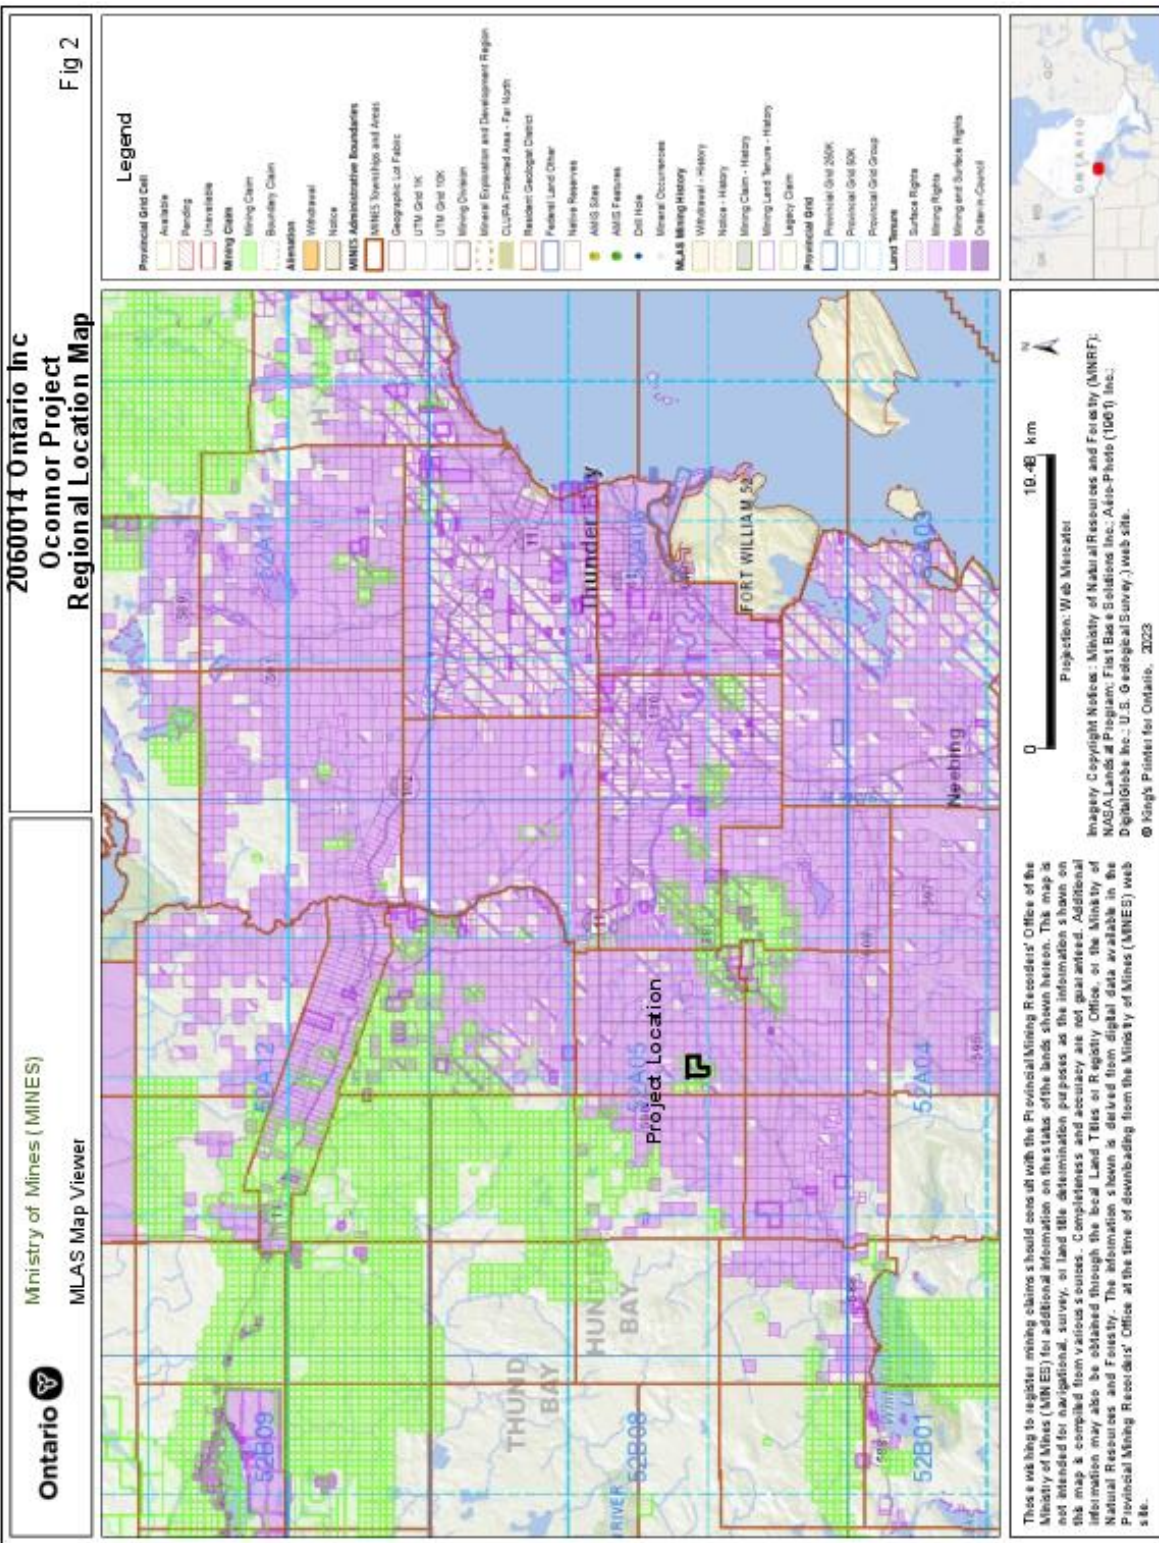 Ontario
Ministry of Mines (MINES)
MLAS Map Viewer
2060014 Ontario Inc
Oconnor Project
Regional Location Map
Fig 2
Legend
Provincial Grid Cell
Available
Pending
Unavailable
Mining Claim
Mining Claim
Boundary Claim
Alienation
Withdrawal
Notice
MINES Administrative Boundaries
MINES Townships and Areas
Geographic Lot Fabric
UTM Grid 1K
UTM Grid 10K
Mining Division
Mineral Exploration and Development Region
CLUPA Protected Area - Far North
Resident Geologist District
Federal Land Other
Native Reserves
AMIS Sites
AMIS Features
Drill Hole
Mineral Occurrences
MLAS Mining History
Withdrawal - History
Notice - History
Mining Claim - History
Mining Land Tenure - History
Legacy Claim
Provincial Grid
Provincial Grid 250K
Provincial Grid 50K
Provincial Grid Group
Land Tenure
Surface Rights
Mining Rights
Mining and Surface Rights
Order-in-Council
52B09
52A12
52A11
THUND
BAY
HUNDE
BAY
52B08
RIVER
52A05
Project Location
Thunder
FORT WILLIAM 52
52B01
52A04
52A03
Neebing
102
11
130
597
ONTARIO
Those wishing to register mining claims should consult with the Provincial Mining Recorders' Office of the
Ministry of Mines (MINES) for additional information on the status of the lands shown hereon. This map is
not intended for navigational, survey, or land title determination purposes as the information shown on
this map is compiled from various sources. Completeness and accuracy are not guaranteed. Additional
information may also be obtained through the local Land Titles or Registry Office, or the Ministry of
Natural Resources and Forestry. The information shown is derived from digital data available in the
Provincial Mining Recorders' Office at the time of downloading from the Ministry of Mines (MINES) web
site.
0 19.48 km
N
Projection: Web Mercator
Imagery Copyright Notices: Ministry of Natural Resources and Forestry (MNRF);
NASA Landsat Program; First Base Solutions Inc.; Aéro-Photo (1961) Inc.;
DigitalGlobe Inc.; U.S. Geological Survey.) web site.
© King's Printer for Ontario, 2023